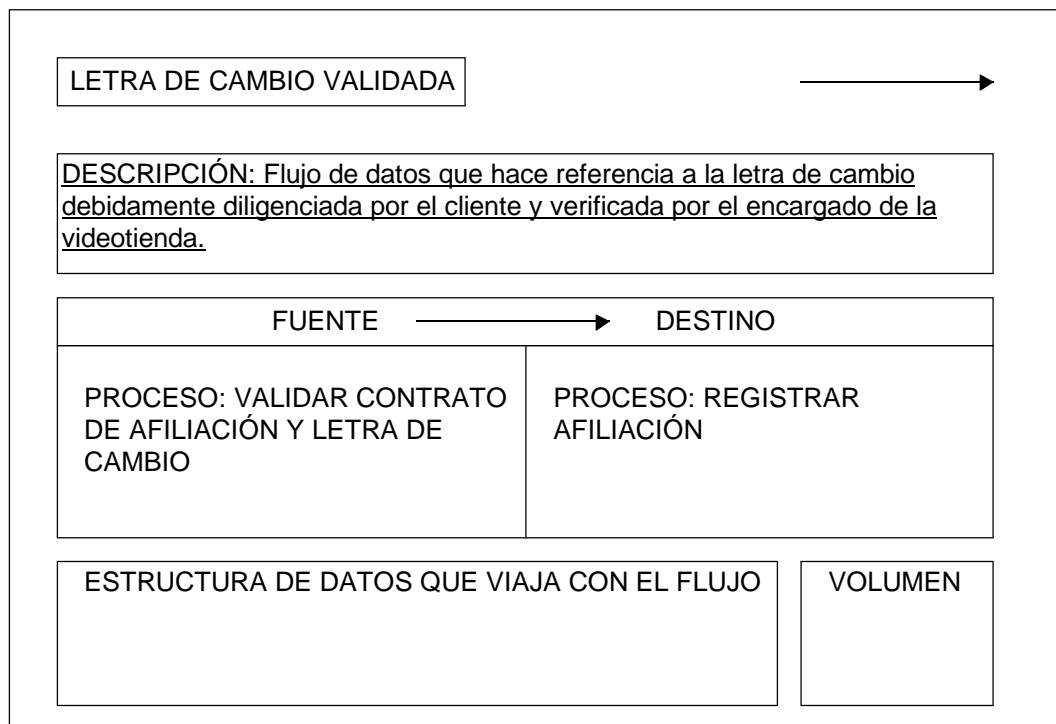 LETRA DE CAMBIO VALIDADA
DESCRIPCIÓN: Flujo de datos que hace referencia a la letra de cambio
debidamente diligenciada por el cliente y verificada por el encargado de la
videotienda.
FUENTE
DESTINO
PROCESO: VALIDAR CONTRATO
DE AFILIACIÓN Y LETRA DE
CAMBIO
PROCESO: REGISTRAR
AFILIACIÓN
ESTRUCTURA DE DATOS QUE VIAJA CON EL FLUJO
VOLUMEN